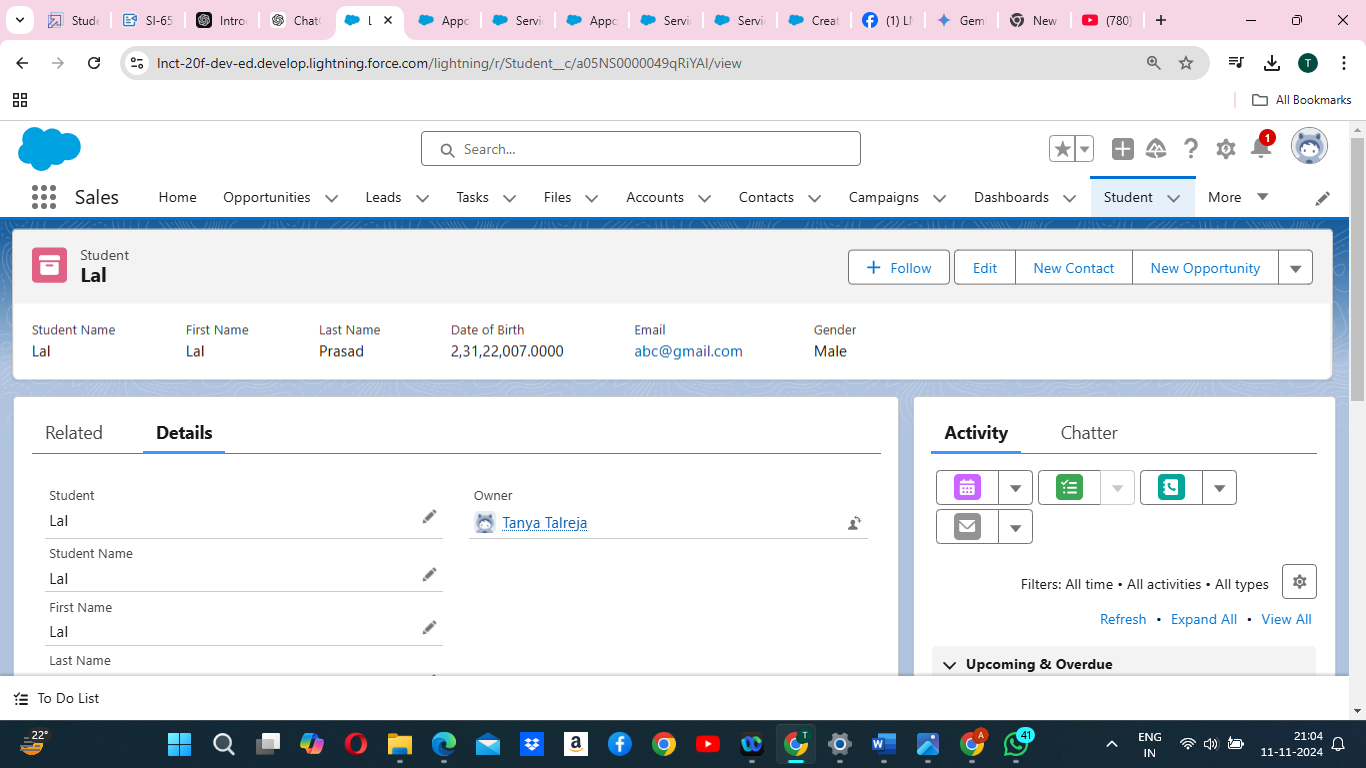 Stude
SI-65
Introd
Chat
L
Appo
Servi
Appo
Servi
Servi
Creat
(1) LN
Gem
New
(780)
lnct-20f-dev-ed.develop.lightning.force.com/lightning/r/Student__c/a05NS0000049qRiYAI/view
T
All Bookmarks
Search...
1
Sales
Home
Opportunities
Leads
Tasks
Files
Accounts
Contacts
Campaigns
Dashboards
Student
More
Student
Lal
+ Follow
Edit
New Contact
New Opportunity
Student Name
First Name
Last Name
Date of Birth
Email
Gender
Lal
Lal
Prasad
2,31,22,007.0000
abc@gmail.com
Male
Related
Details
Activity
Chatter
Student
Lal
Owner
Tanya Talreja
Student Name
Lal
First Name
Lal
Last Name
Filters: All time • All activities • All types
Refresh • Expand All • View All
Upcoming & Overdue
To Do List
22°
T
A
41
ENG
IN
21:04
11-11-2024